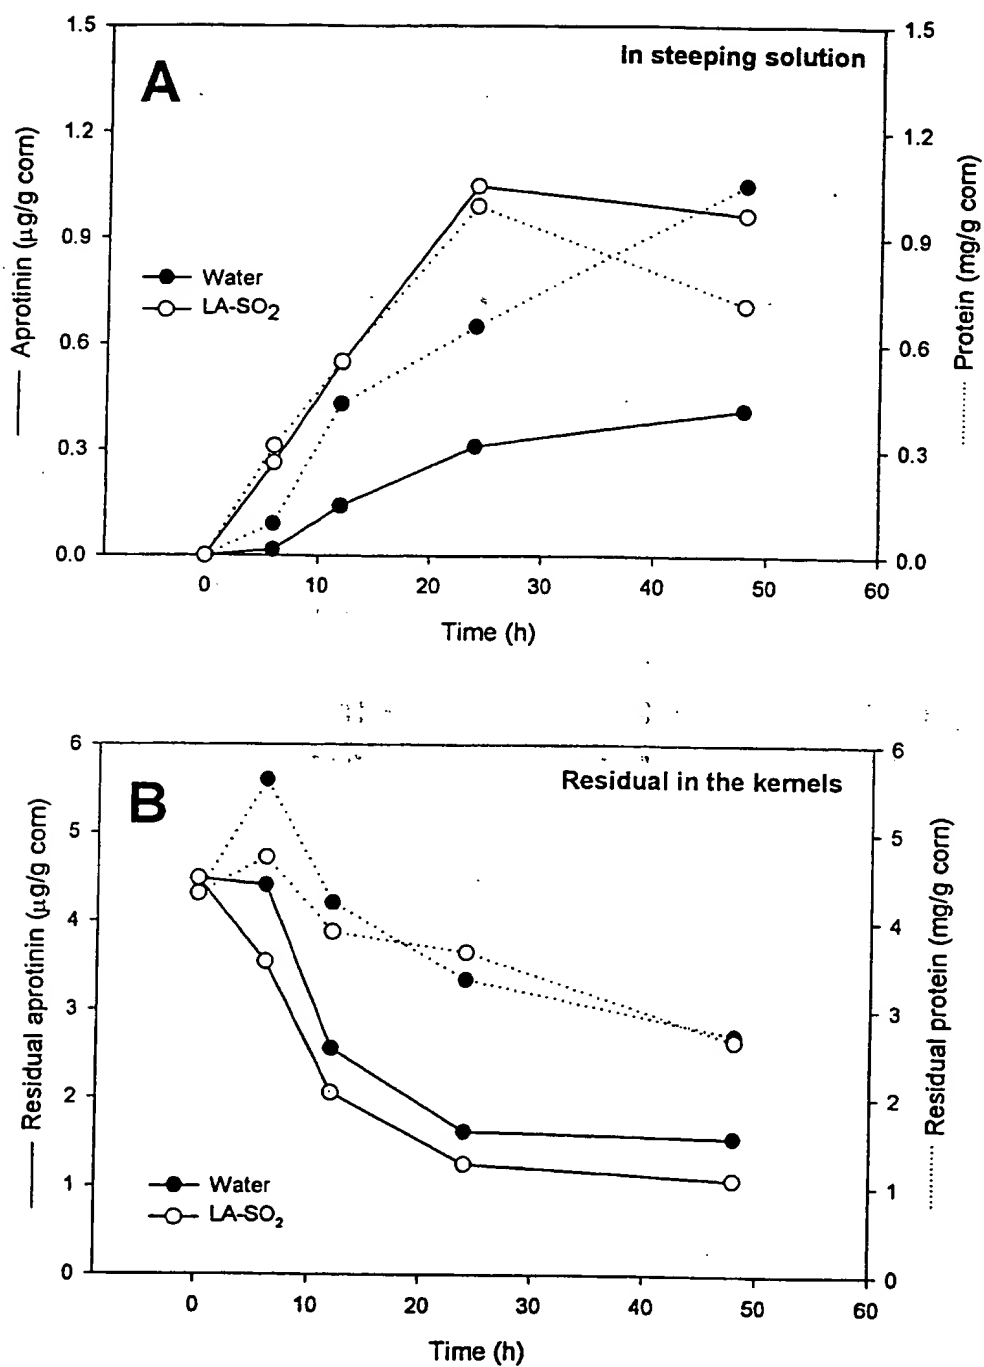 A
In steeping solution
1.5
1.2
0.9
0.6
0.3
0.0
Aprotinin (µg/g corn)
Water
LA-SO2
1.5
1.2
0.9
0.6
0.3
0.0
Protein (mg/g corn)
0 10 20 30 40 50 60
Time (h)
B
Residual in the kernels
6
5
4
3
2
1
0
Residual aprotinin (µg/g corn)
Water
LA-SO₂
6
5
4
3
2
1
0
Residual protein (mg/g corn)
0 10 20 30 40 50 60
Time (h)